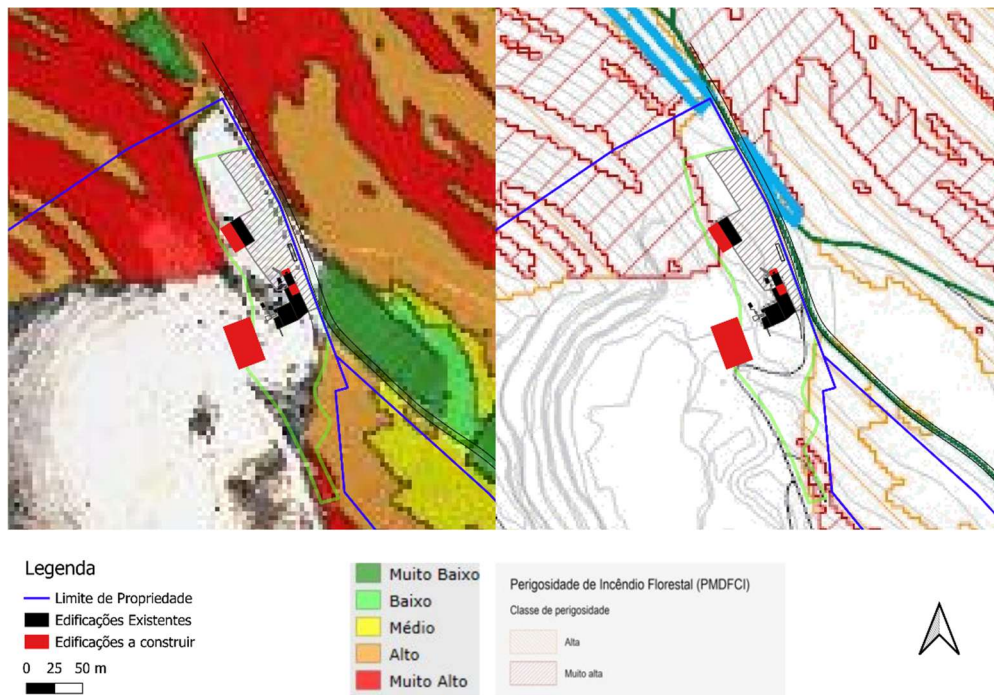 Legenda
Limite de Propriedade
Edificações Existentes
Edificações a construir
0 25 50 m
Muito Baixo
Baixo
Médio
Alto
Muito Alto
Perigosidade de Incêndio Florestal (PMDFCI)
Classe de perigosidade
Alta
Muito alta